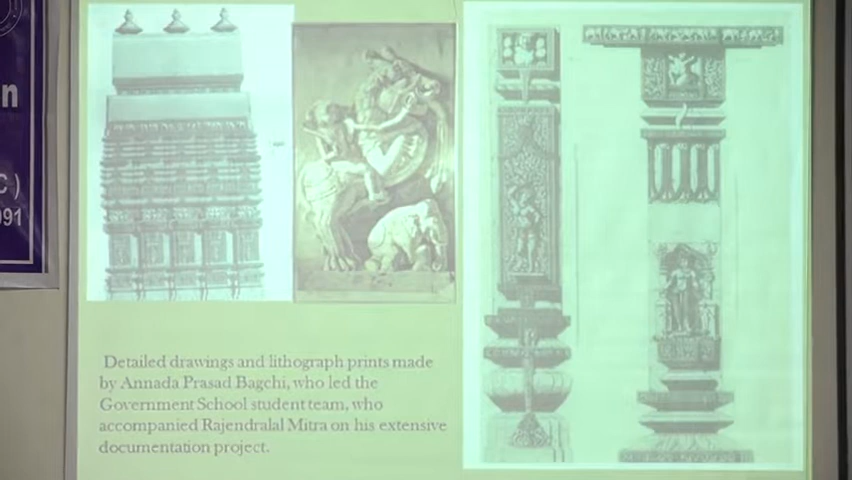 n
C )
091
Detailed drawings and lithograph prints made
by Annada Prasad Bagchi, who led the
Government School student team, who
accompanied Rajendralal Mitra on his extensive
documentation project.